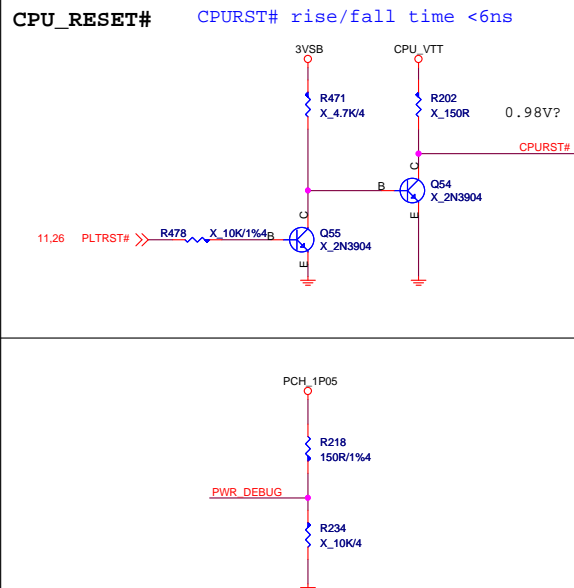 CPU_RESET# CPURST# rise/fall time <6ns
3VSB CPU_VTT
R471
X_4.7K/4
R202
X_150R
0.98V?
CPURST#
C
B
Q54
X_2N3904
E
11,26 PLTRST# R478 X_10K/1%4
B
C
Q55
X_2N3904
E
PCH_1P05
R218
150R/1%4
PWR_DEBUG
R234
X_10K/4